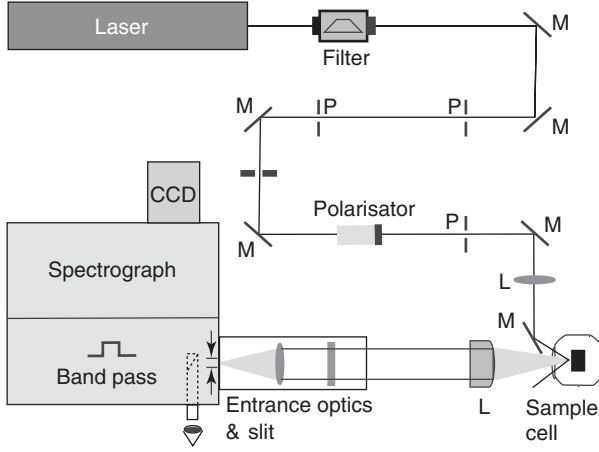 Laser
Filter
M
M
M
P
P
M
Polarisator
P
M
CCD
Spectrograph
L
M
Band pass
Entrance optics
& slit
L
Sample
cell